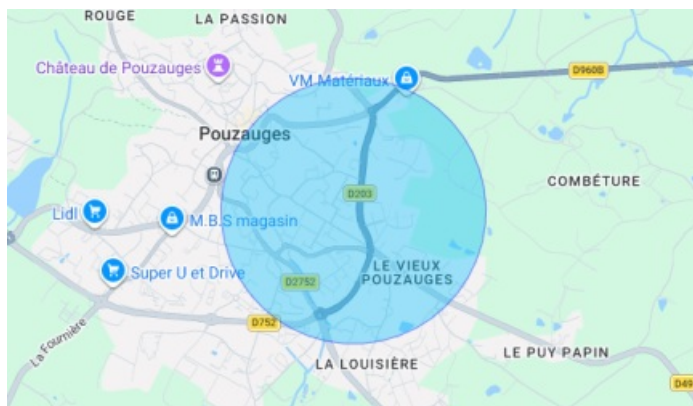 ROUGE
LA PASSION
Château de Pouzauges
VM Matériaux
D960B
Pouzauges
COMBÉTURE
D203
Lidl
M.B.S magasin
Super U et Drive
LE VIEUX
POUZAUGES
D2752
D752
La Fournière
LA LOUISIÈRE
LE PUY PAPIN
D49